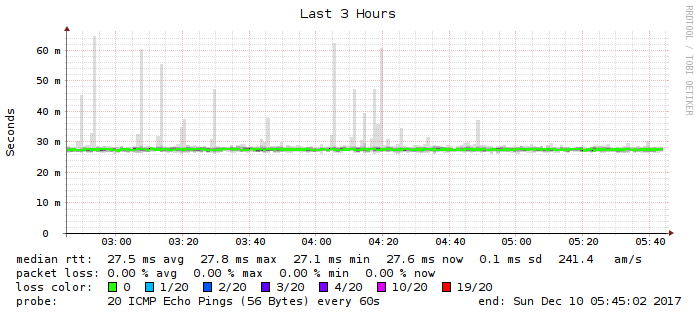 Last 3 Hours
RRDTOOL / TOBI OETIKER
Seconds
60 m
50 m
40 m
30 m
20 m
10 m
0
03:00 03:20 03:40 04:00 04:20 04:40 05:00 05:20 05:40
median rtt: 27.5 ms avg 27.8 ms max 27.1 ms min 27.6 ms now 0.1 ms sd 241.4 am/s
packet loss: 0.00 % avg 0.00 % max 0.00 % min 0.00 % now
loss color: 0 1/20 2/20 3/20 4/20 10/20 19/20
probe: 20 ICMP Echo Pings (56 Bytes) every 60s end: Sun Dec 10 05:45:02 2017